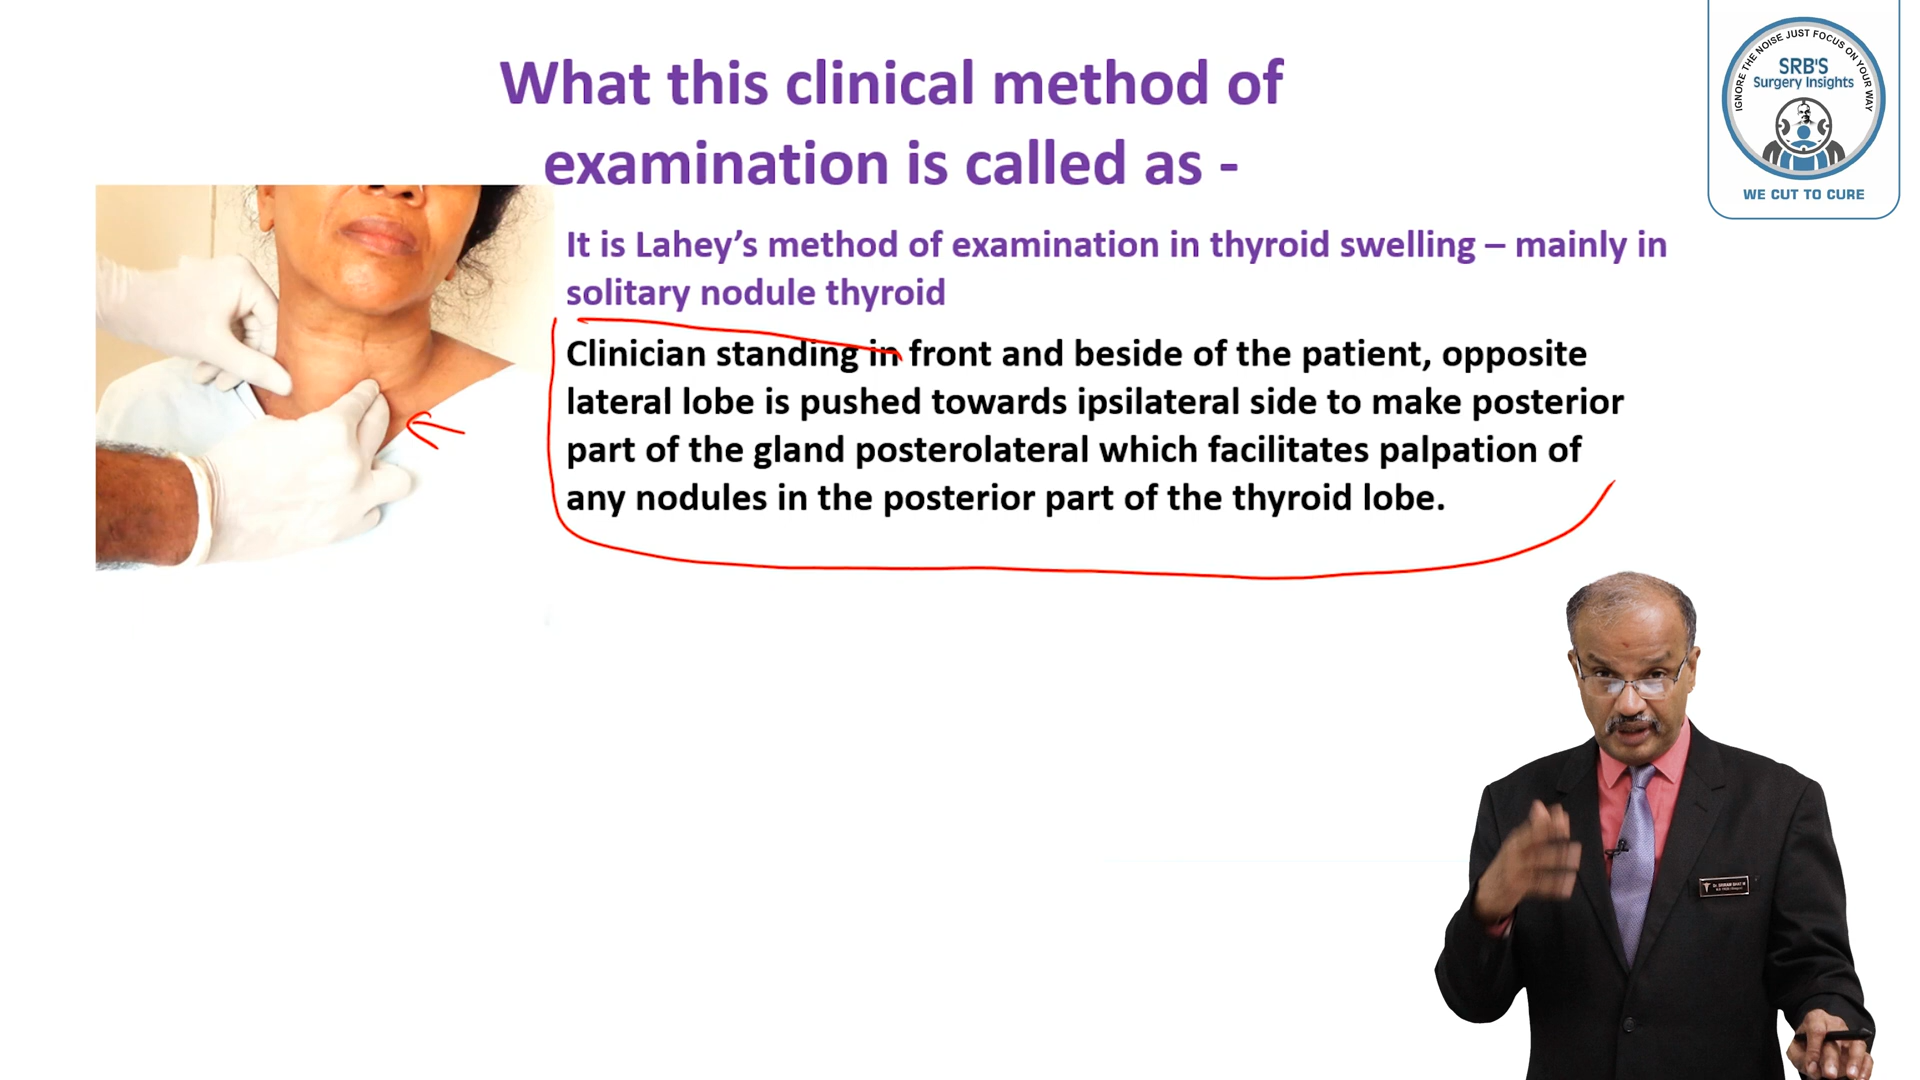 What this clinical method of
examination is called as -
IGNORE THE NOISE JUST FOCUS ON YOUR WAY
SRB'S
Surgery Insights
WE CUT TO CURE
It is Lahey’s method of examination in thyroid swelling – mainly in
solitary nodule thyroid
Clinician standing in front and beside of the patient, opposite
lateral lobe is pushed towards ipsilateral side to make posterior
part of the gland posterolateral which facilitates palpation of
any nodules in the posterior part of the thyroid lobe.
Dr. SRIRAM BHAT M